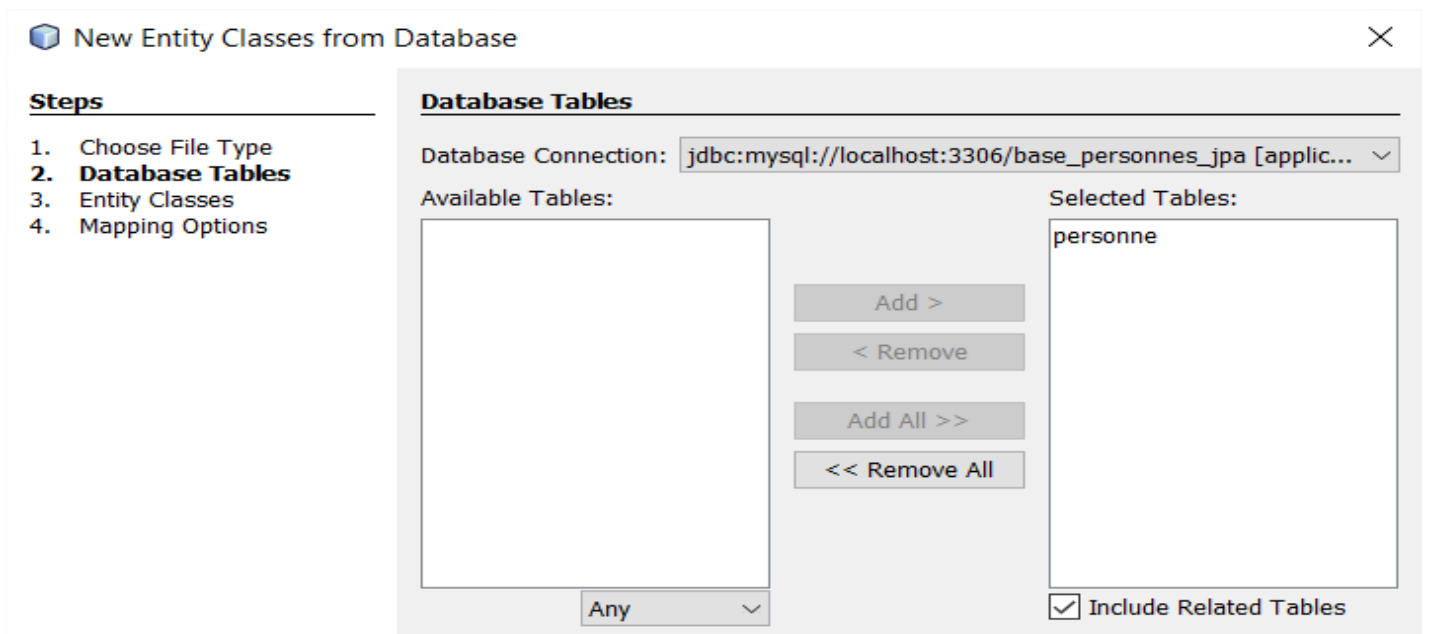 New Entity Classes from Database
Steps
1. Choose File Type
2. Database Tables
3. Entity Classes
4. Mapping Options
Database Tables
Database Connection: jdbc:mysql://localhost:3306/base_personnes_jpa [applic...
Available Tables:
Selected Tables:
personne
Add >
< Remove
Add All >>
<< Remove All
Any
Include Related Tables